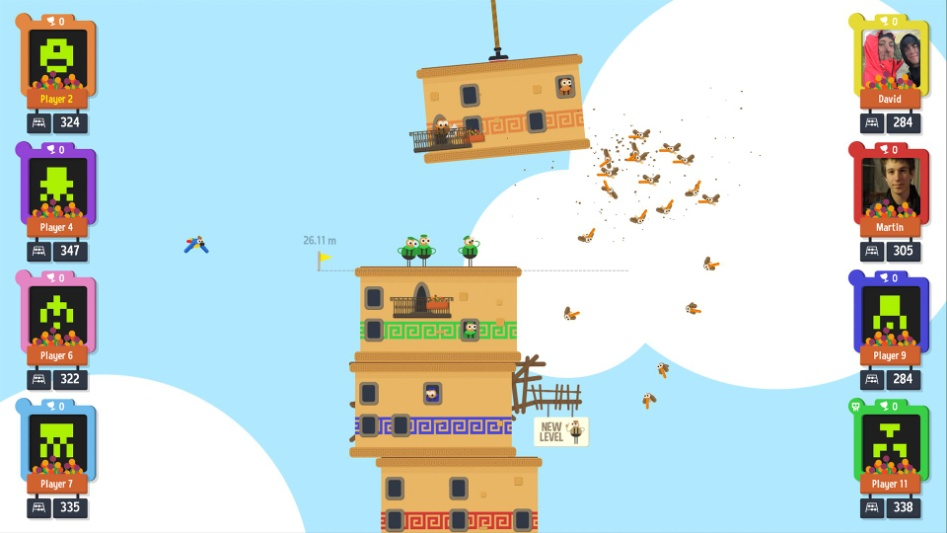 0
Player 2
324
0
Player 4
347
0
Player 6
322
0
Player 7
335
26.11 m
NEW
LEVEL
0
David
284
0
Martin
305
0
Player 9
284
0
Player 11
338